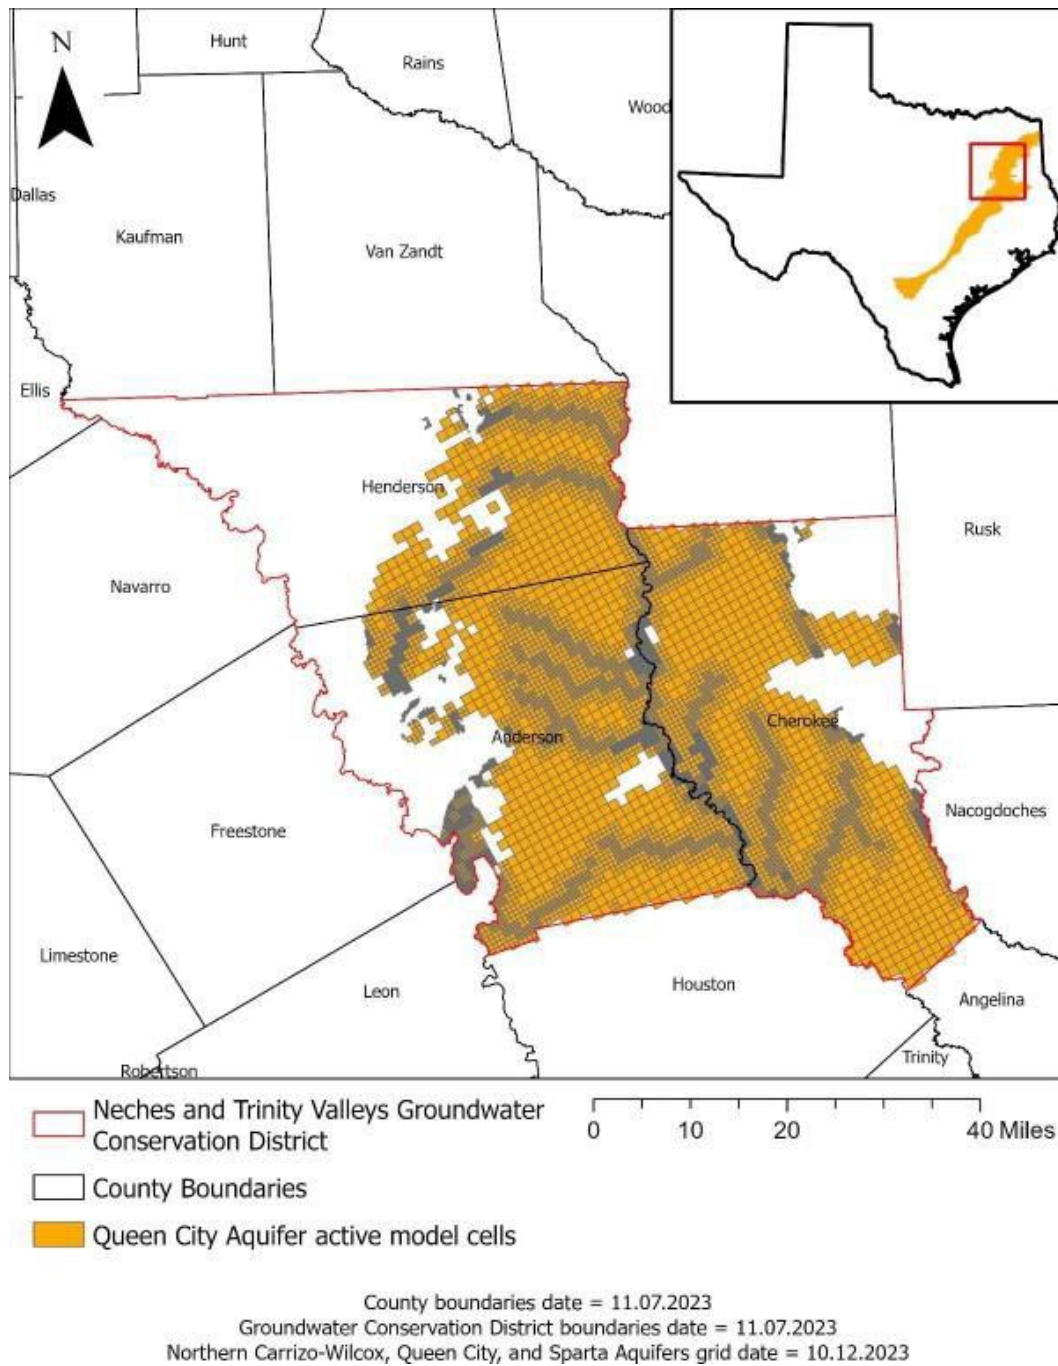 N
Hunt
Rains
Wood
Dallas
Kaufman
Van Zandt
Ellis
Henderson
Rusk
Navarro
Cherokee
Anderson
Nacogdoches
Freestone
Limestone
Leon
Houston
Angelina
Trinity
Robertson
Neches and Trinity Valleys Groundwater
Conservation District
0 10 20 40 Miles
County Boundaries
Queen City Aquifer active model cells
County boundaries date = 11.07.2023
Groundwater Conservation District boundaries date = 11.07.2023
Northern Carrizo-Wilcox, Queen City, and Sparta Aquifers grid date = 10.12.2023